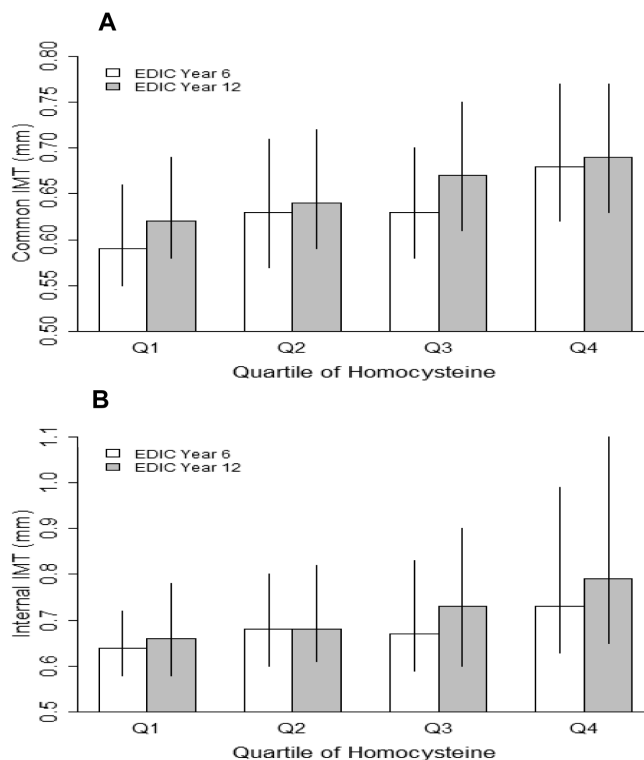 A
0.80
0.75
0.70
0.65
0.60
0.55
0.50
Common IMT (mm)
EDIC Year 6
EDIC Year 12
Q1 Q2 Q3 Q4
Quartile of Homocysteine
B
1.1
1.0
0.9
0.8
0.7
0.6
0.5
Internal IMT (mm)
EDIC Year 6
EDIC Year 12
Q1 Q2 Q3 Q4
Quartile of Homocysteine